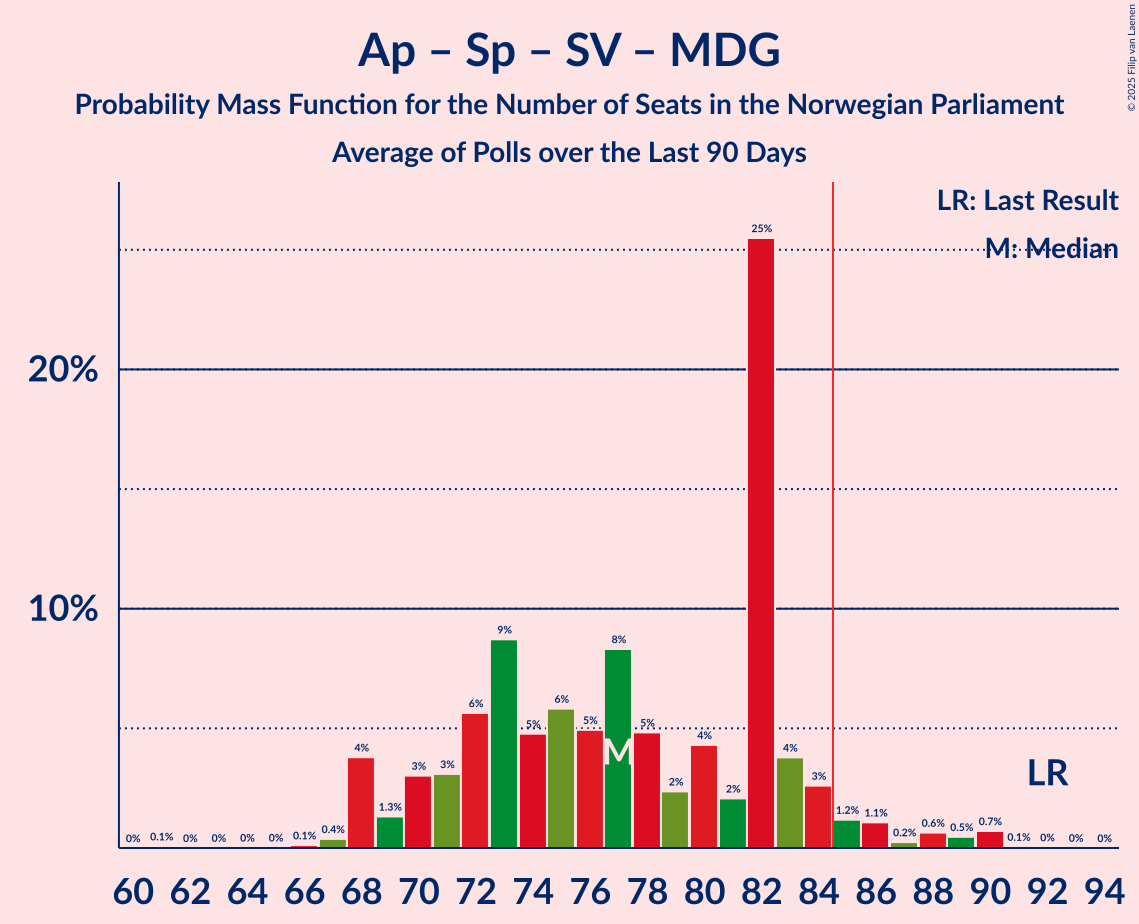 Ap – Sp – SV – MDG
Probability Mass Function for the Number of Seats in the Norwegian Parliament
Average of Polls over the Last 90 Days
© 2025 Filip van Laenen
LR: Last Result
M: Median
20%
10%
0% 0.1% 0% 0% 0% 0% 0.1% 0.4% 4% 1.3% 3% 3% 6% 9% 5% 6% 5% 8% 5% 2% 4% 2% 25% 4% 3% 1.2% 1.1% 0.2% 0.6% 0.5% 0.7% 0.1% 0% 0% 0%
M
LR
60 62 64 66 68 70 72 74 76 78 80 82 84 86 88 90 92 94